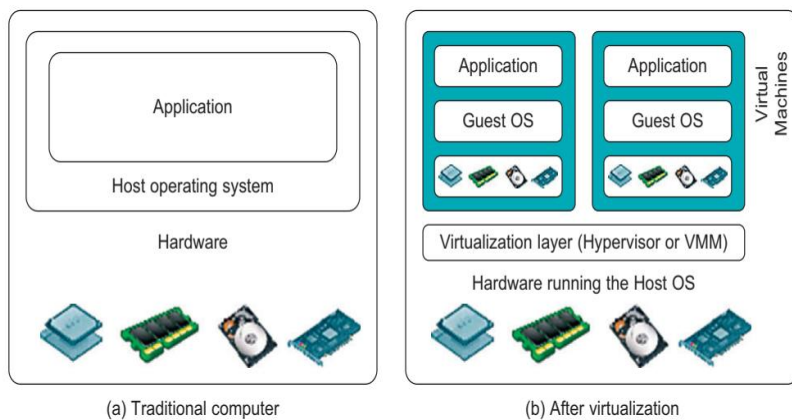 Application
Host operating system
Hardware
(a) Traditional computer
Application
Guest OS
Application
Guest OS
Virtual
Machines
Virtualization layer (Hypervisor or VMM)
Hardware running the Host OS
(b) After virtualization